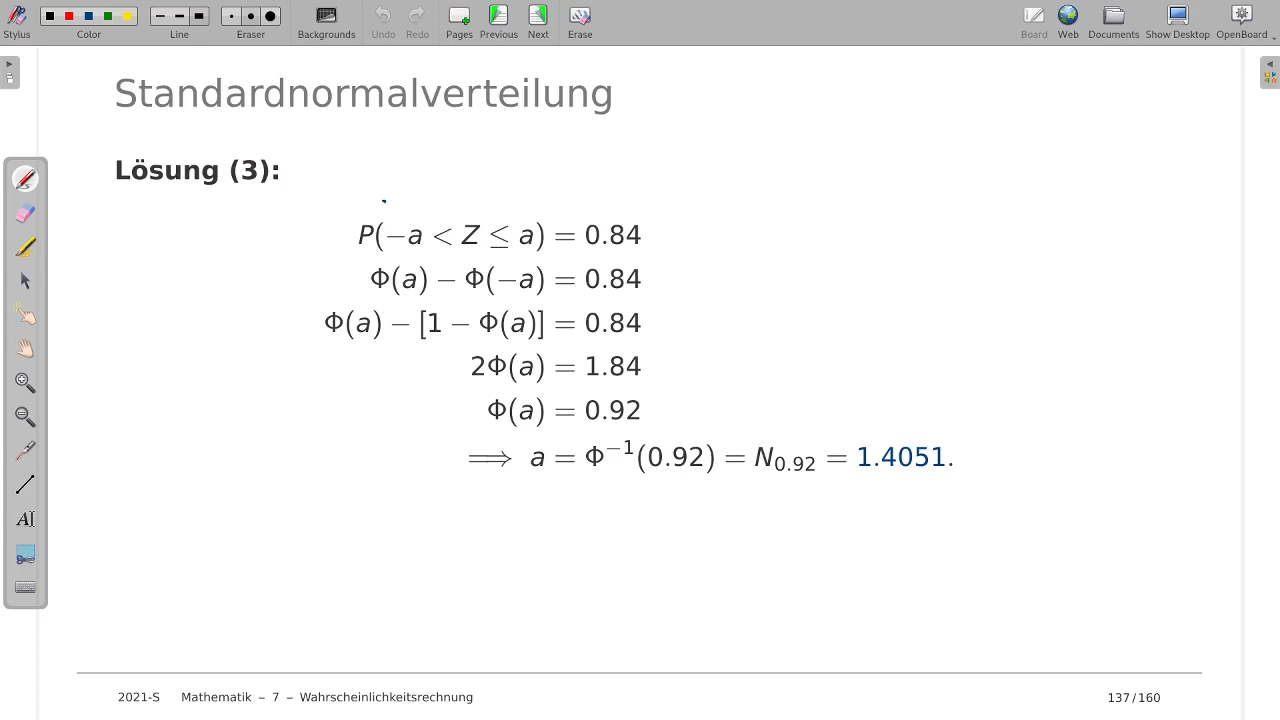 Stylus Color Line Eraser Backgrounds Undo Redo Pages Previous Next Erase Board Web Documents Show Desktop OpenBoard
Standardnormalverteilung
Lösung (3):
P(−a < Z ≤ a) = 0.84
Φ(a) − Φ(−a) = 0.84
Φ(a) − [1 − Φ(a)] = 0.84
2Φ(a) = 1.84
Φ(a) = 0.92
⟹ a = Φ⁻¹(0.92) = N₀.₉₂ = 1.4051.
2021-S Mathematik – 7 – Wahrscheinlichkeitsrechnung 137/160